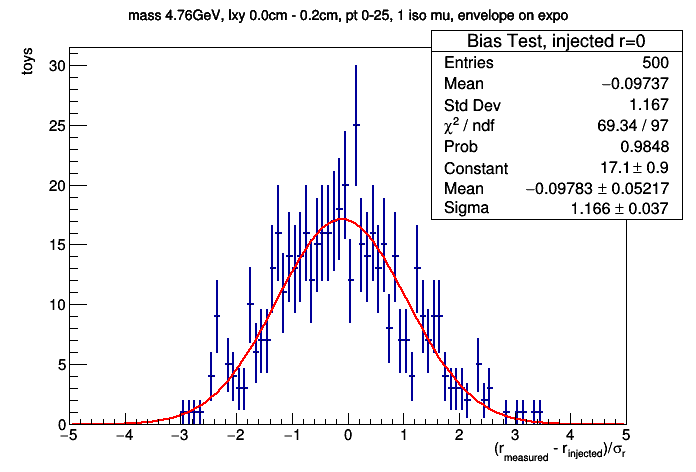 mass 4.76GeV, lxy 0.0cm - 0.2cm, pt 0-25, 1 iso mu, envelope on expo
Bias Test, injected r=0
Entries 500
Mean −0.09737
Std Dev 1.167
χ² / ndf 69.34 / 97
Prob 0.9848
Constant 17.1 ± 0.9
Mean −0.09783 ± 0.05217
Sigma 1.166 ± 0.037
toys
30
25
20
15
10
5
0
−5 −4 −3 −2 −1 0 1 2 3 4 5
(r_measured - r_injected)/σ_r